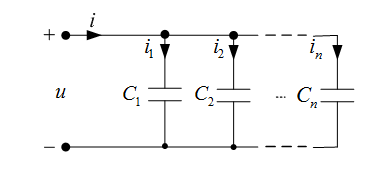 i
+ i₁ i₂ iₙ
u C₁ C₂ ... Cₙ
−